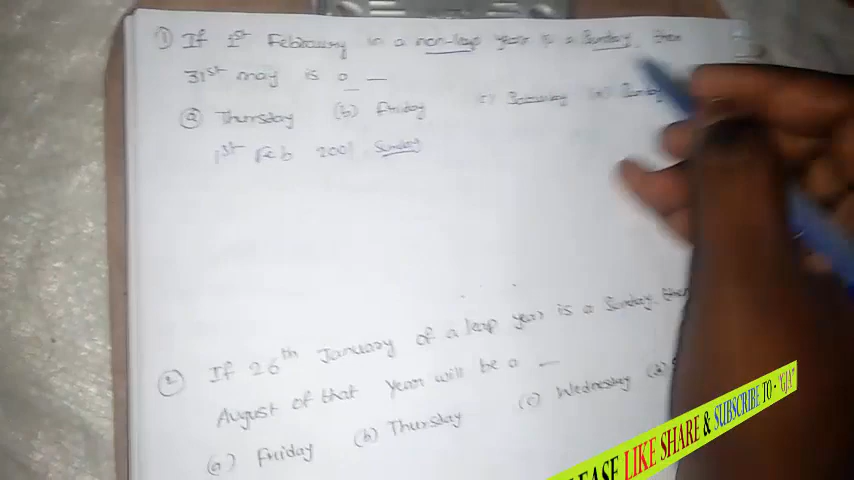 ① If 1st February in a non-leap year is a Sunday, then
31st may is a —
ⓐ Thursday (b) Friday (c) Saturday (d) Sunday
1st Feb 2001 Sunday
② If 26th January of a leap year is a Sunday, then
August of that year will be a —
(a) Friday (b) Thursday (c) Wednesday (d)
LIKE SHARE & SUBSCRIBE TO - "GJA"